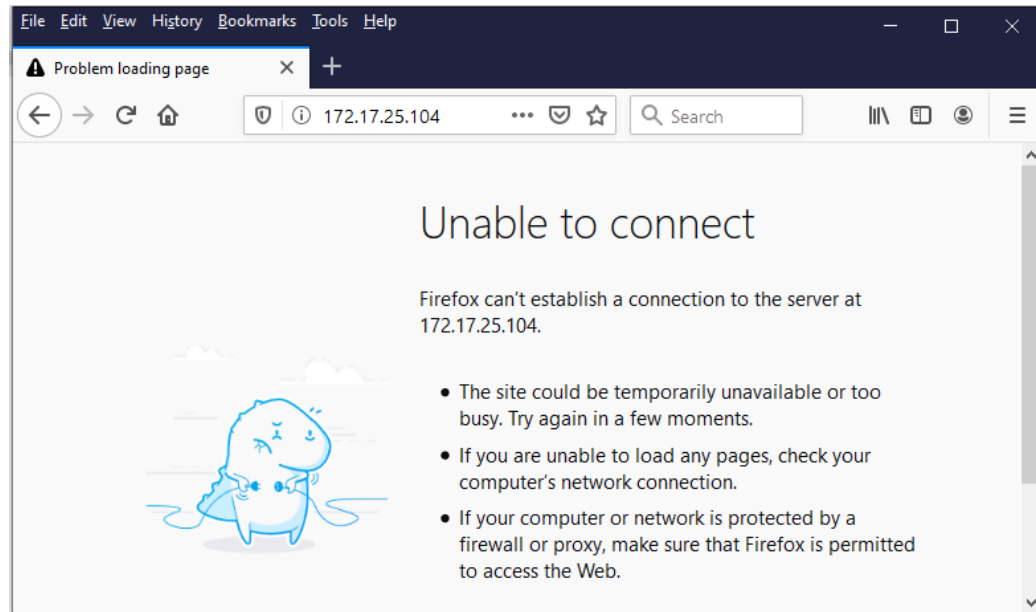 File Edit View History Bookmarks Tools Help
Problem loading page
172.17.25.104 Search
Unable to connect
Firefox can't establish a connection to the server at
172.17.25.104.
• The site could be temporarily unavailable or too
busy. Try again in a few moments.
• If you are unable to load any pages, check your
computer's network connection.
• If your computer or network is protected by a
firewall or proxy, make sure that Firefox is permitted
to access the Web.